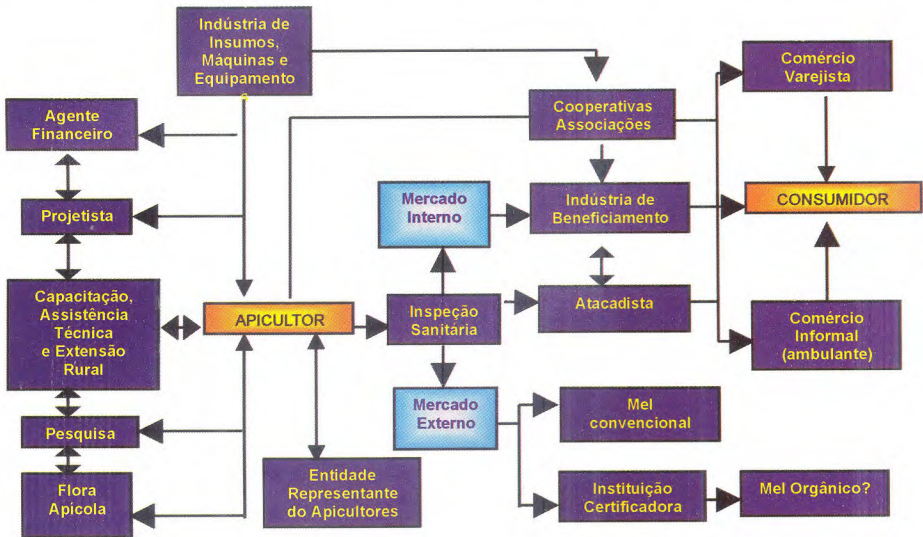 Indústria de
Insumos,
Máquinas e
Equipamento
s
Agente
Financeiro
Projetista
Capacitação,
Assistência
Técnica
e Extensão
Rural
Pesquisa
Flora
Apícola
APICULTOR
Entidade
Representante
do Apicultores
Inspeção
Sanitária
Mercado
Interno
Mercado
Externo
Cooperativas
Associações
Indústria de
Beneficiamento
Atacadista
Mel
convencional
Instituição
Certificadora
Mel Orgânico?
Comércio
Varejista
CONSUMIDOR
Comércio
Informal
(ambulante)